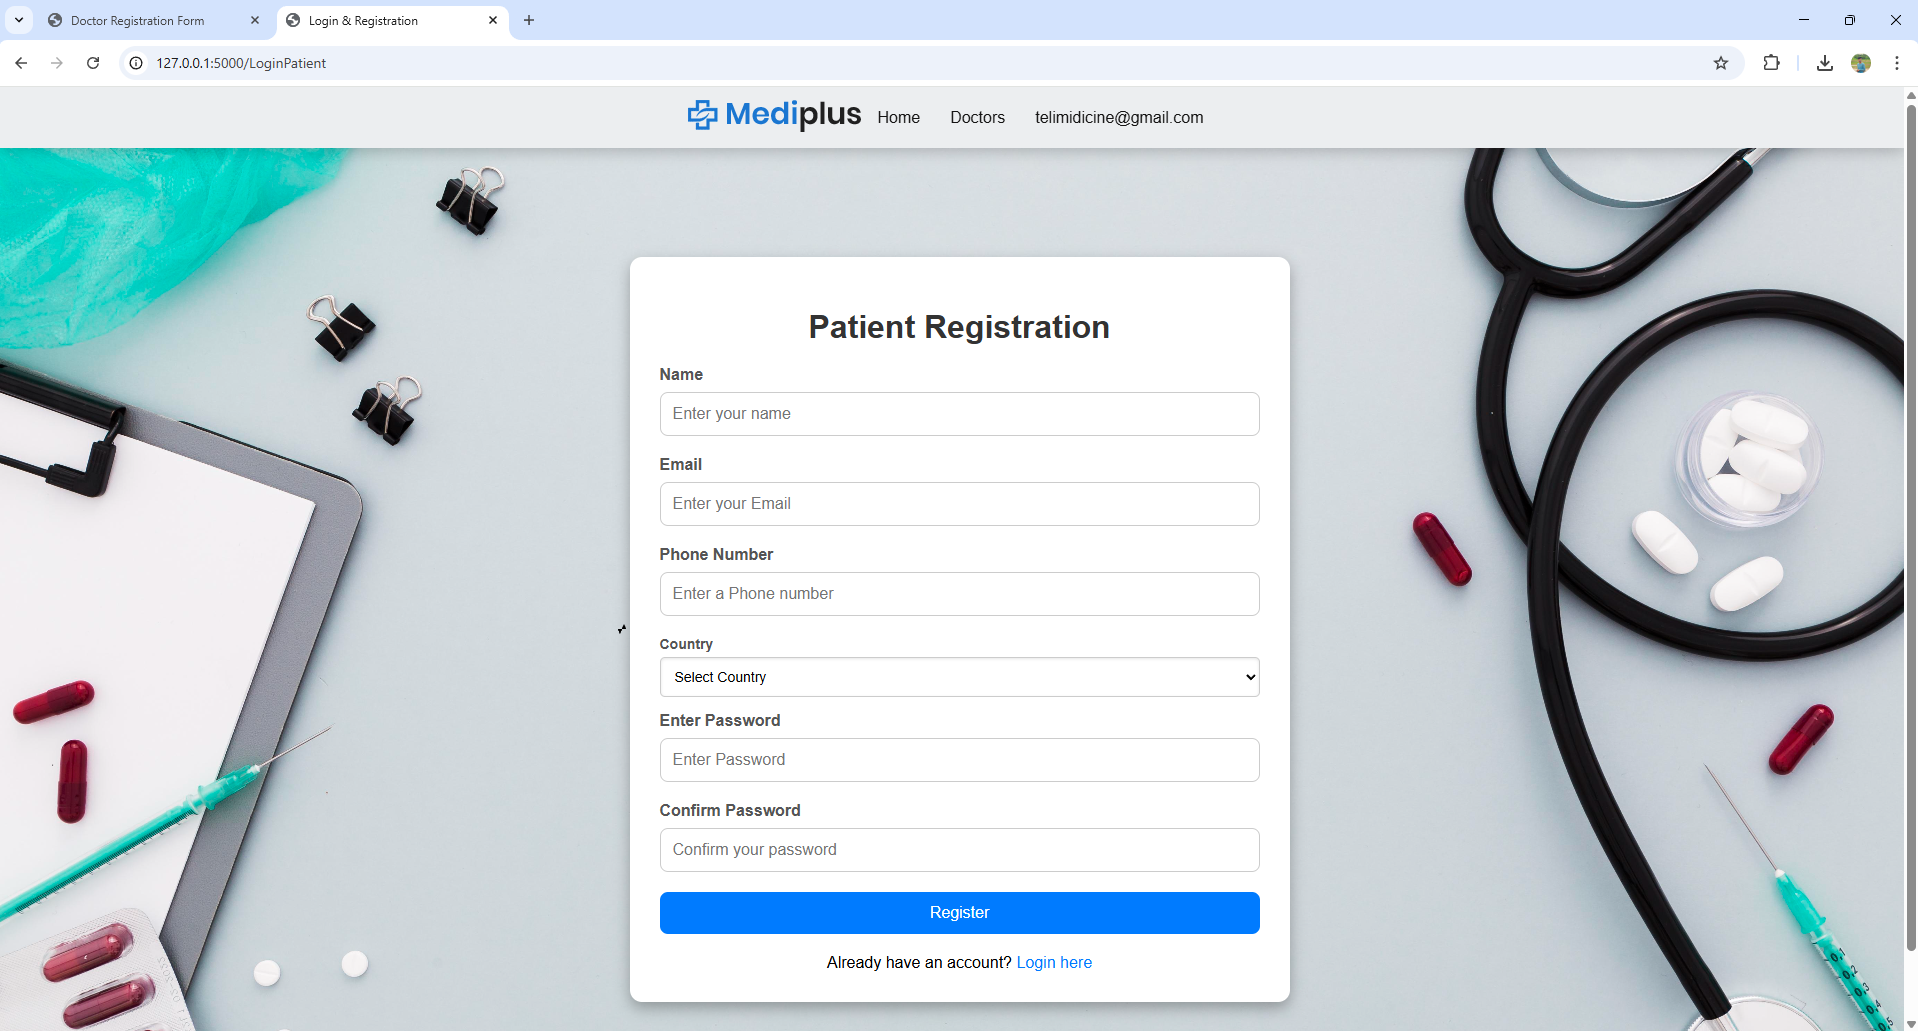 Doctor Registration Form
Login & Registration
127.0.0.1:5000/LoginPatient
Mediplus
Home
Doctors
telimidicine@gmail.com
Patient Registration
Name
Enter your name
Email
Enter your Email
Phone Number
Enter a Phone number
Country
Select Country
Enter Password
Enter Password
Confirm Password
Confirm your password
Register
Already have an account? Login here